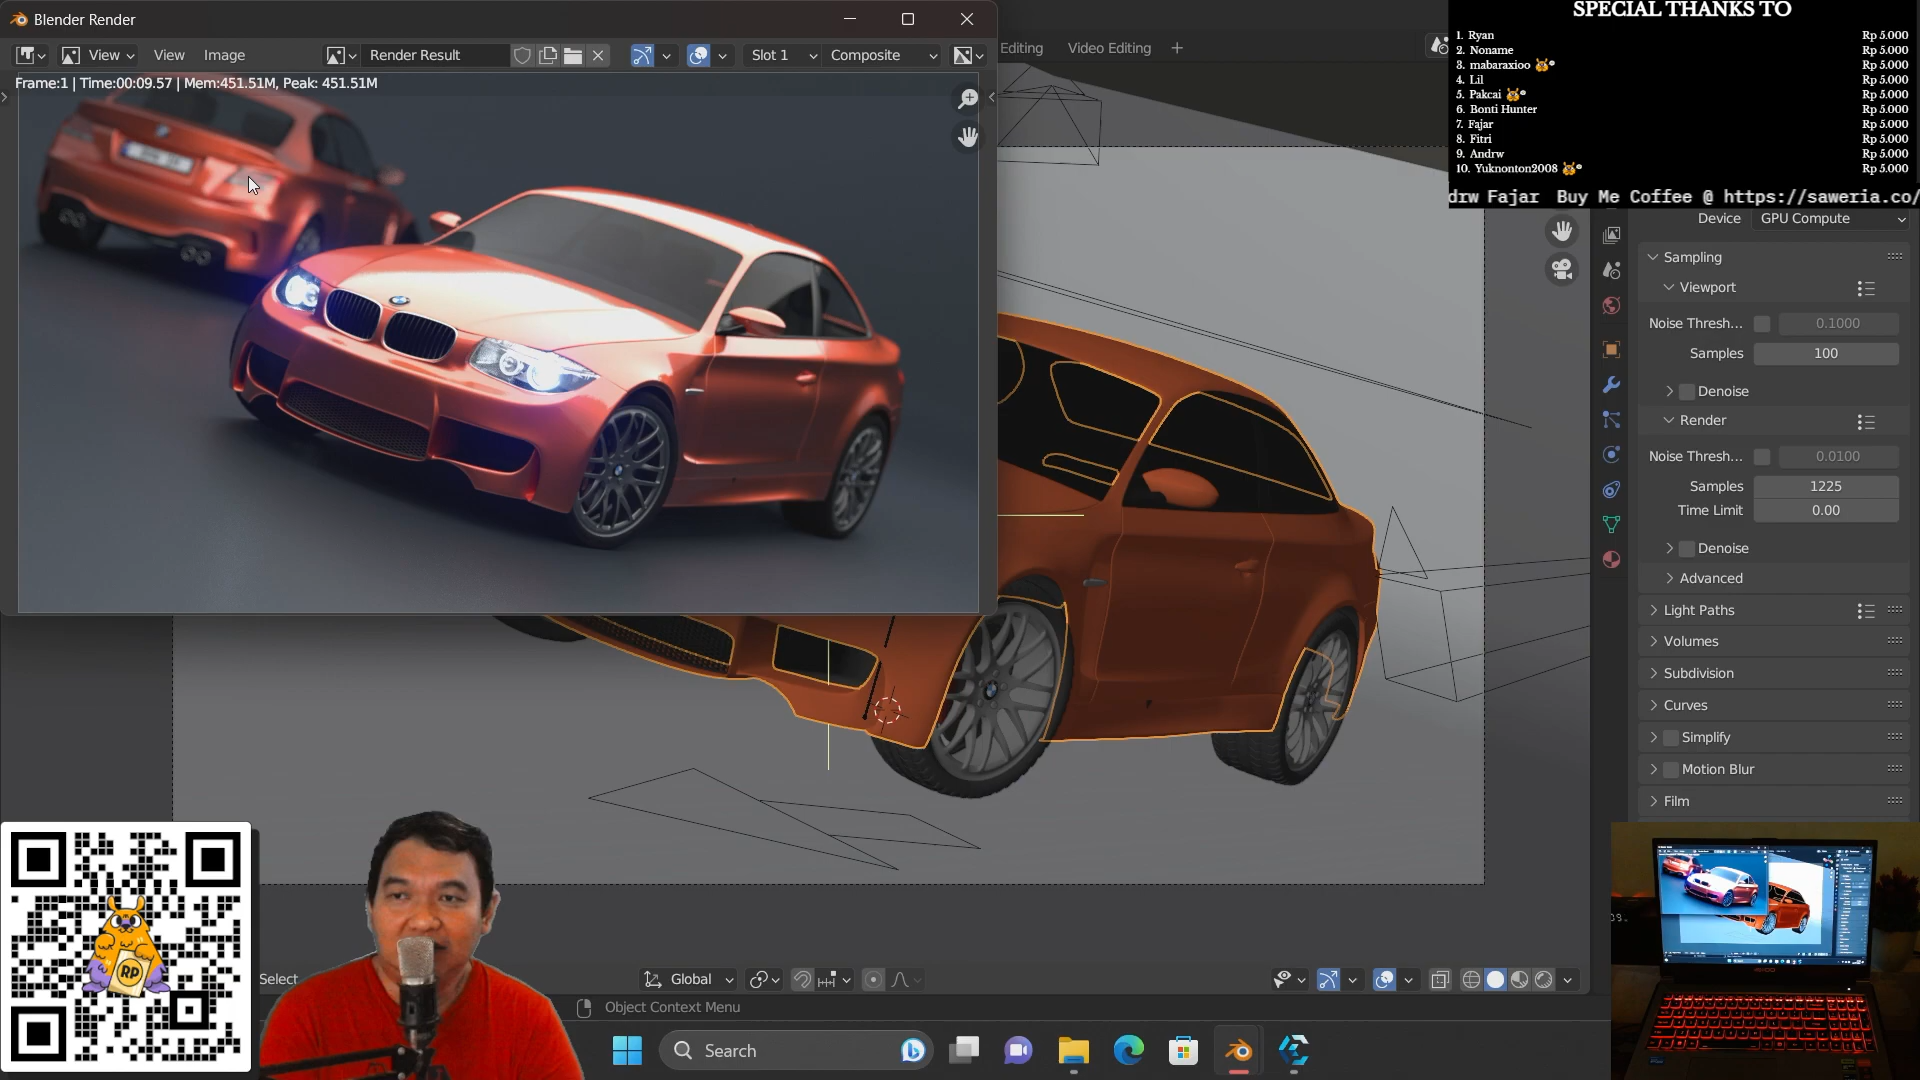 Blender Render
View
View
Image
Render Result
Slot 1
Composite
Editing
Video Editing
Frame:1 | Time:00:09.57 | Mem:451.51M, Peak: 451.51M
SPECIAL THANKS TO
1. Ryan Rp 5.000
2. Noname Rp 5.000
3. mabaraxioo Rp 5.000
4. Lil Rp 5.000
5. Pakcai Rp 5.000
6. Bonti Hunter Rp 5.000
7. Fajar Rp 5.000
8. Fitri Rp 5.000
9. Andrw Rp 5.000
10. Yuknonton2008 Rp 5.000
drw Fajar Buy Me Coffee @ https://saweria.co/
Device GPU Compute
Sampling
Viewport
Noise Thresh... 0.1000
Samples 100
Denoise
Render
Noise Thresh... 0.0100
Samples 1225
Time Limit 0.00
Denoise
Advanced
Light Paths
Volumes
Subdivision
Curves
Simplify
Motion Blur
Film
Select
Global
Object Context Menu
Search
RP